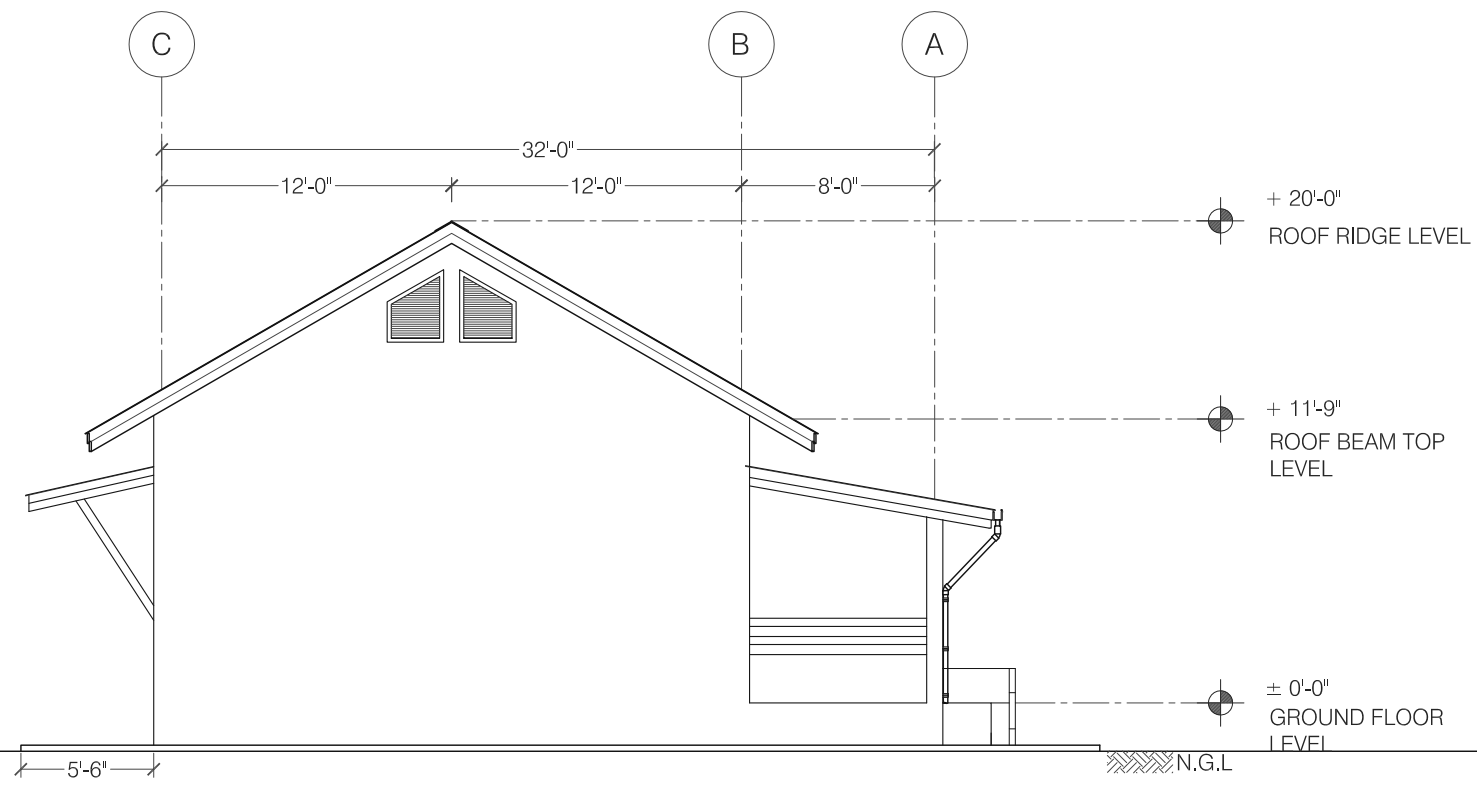 C
B
A
32'-0"
12'-0"
12'-0"
8'-0"
+ 20'-0"
ROOF RIDGE LEVEL
+ 11'-9"
ROOF BEAM TOP
LEVEL
± 0'-0"
GROUND FLOOR
LEVEL
N.G.L
5'-6"